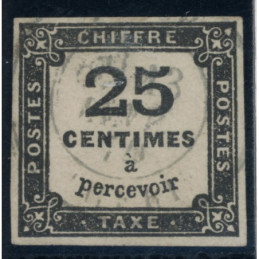 CHIFFRE
POSTES
25
POSTES
CENTIMES
à
percevoir
TAXE